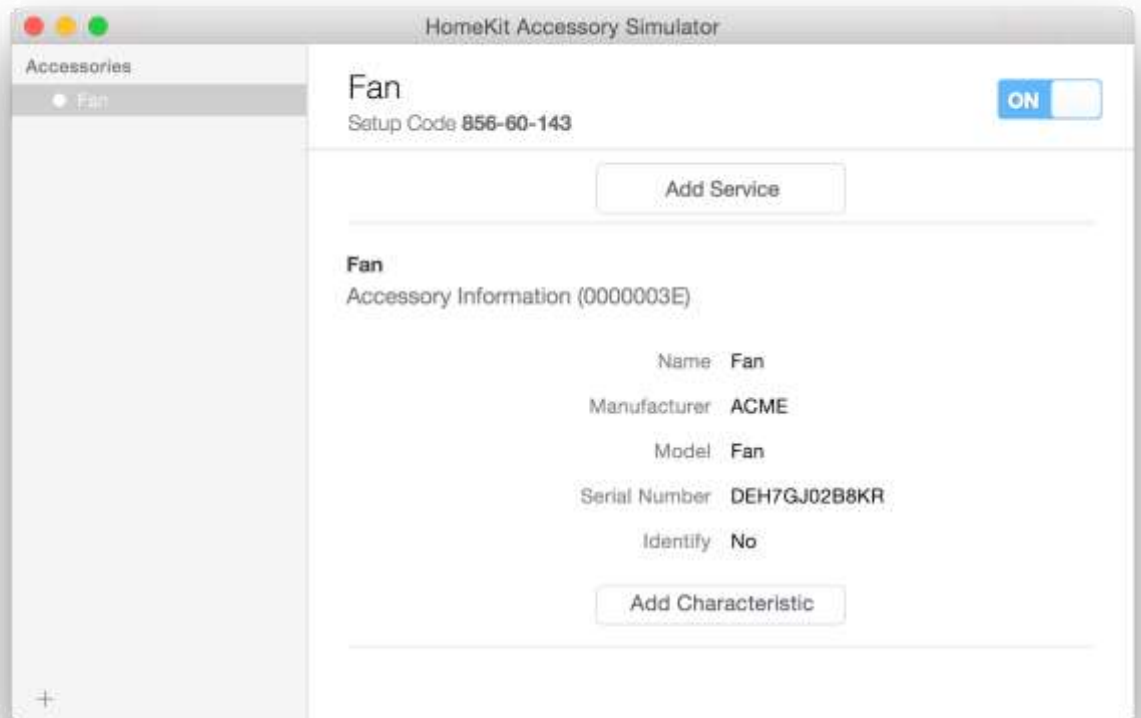 HomeKit Accessory Simulator
Accessories
Fan
Fan
ON
Setup Code 856-60-143
Add Service
Fan
Accessory Information (0000003E)
Name Fan
Manufacturer ACME
Model Fan
Serial Number DEH7GJ02B8KR
Identify No
Add Characteristic
+